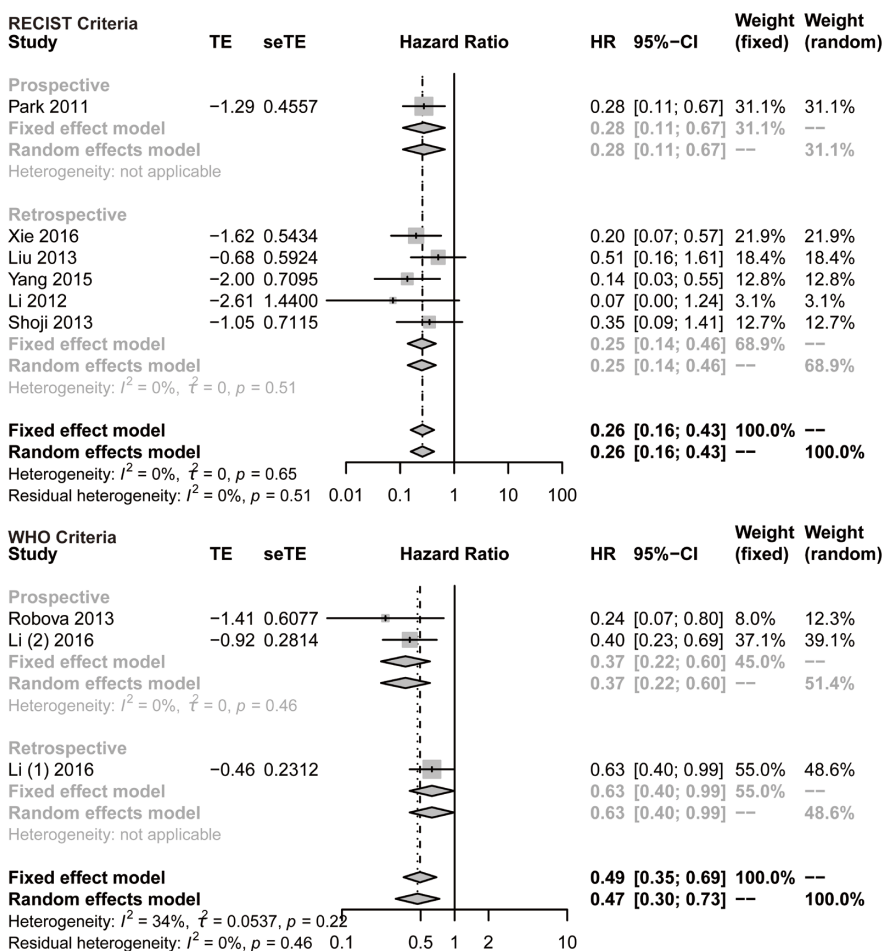 RECIST Criteria Weight Weight
Study TE seTE Hazard Ratio HR 95%−CI (fixed) (random)
Prospective
Park 2011 −1.29 0.4557 0.28 [0.11; 0.67] 31.1% 31.1%
Fixed effect model 0.28 [0.11; 0.67] 31.1% −−
Random effects model 0.28 [0.11; 0.67] −− 31.1%
Heterogeneity: not applicable
Retrospective
Xie 2016 −1.62 0.5434 0.20 [0.07; 0.57] 21.9% 21.9%
Liu 2013 −0.68 0.5924 0.51 [0.16; 1.61] 18.4% 18.4%
Yang 2015 −2.00 0.7095 0.14 [0.03; 0.55] 12.8% 12.8%
Li 2012 −2.61 1.4400 0.07 [0.00; 1.24] 3.1% 3.1%
Shoji 2013 −1.05 0.7115 0.35 [0.09; 1.41] 12.7% 12.7%
Fixed effect model 0.25 [0.14; 0.46] 68.9% −−
Random effects model 0.25 [0.14; 0.46] −− 68.9%
Heterogeneity: I² = 0%, τ² = 0, p = 0.51
Fixed effect model 0.26 [0.16; 0.43] 100.0% −−
Random effects model 0.26 [0.16; 0.43] −− 100.0%
Heterogeneity: I² = 0%, τ² = 0, p = 0.65
Residual heterogeneity: I² = 0%, p = 0.51 0.01 0.1 1 10 100
WHO Criteria Weight Weight
Study TE seTE Hazard Ratio HR 95%−CI (fixed) (random)
Prospective
Robova 2013 −1.41 0.6077 0.24 [0.07; 0.80] 8.0% 12.3%
Li (2) 2016 −0.92 0.2814 0.40 [0.23; 0.69] 37.1% 39.1%
Fixed effect model 0.37 [0.22; 0.60] 45.0% −−
Random effects model 0.37 [0.22; 0.60] −− 51.4%
Heterogeneity: I² = 0%, τ² = 0, p = 0.46
Retrospective
Li (1) 2016 −0.46 0.2312 0.63 [0.40; 0.99] 55.0% 48.6%
Fixed effect model 0.63 [0.40; 0.99] 55.0% −−
Random effects model 0.63 [0.40; 0.99] −− 48.6%
Heterogeneity: not applicable
Fixed effect model 0.49 [0.35; 0.69] 100.0% −−
Random effects model 0.47 [0.30; 0.73] −− 100.0%
Heterogeneity: I² = 34%, τ² = 0.0537, p = 0.22
Residual heterogeneity: I² = 0%, p = 0.46 0.1 0.5 1 2 10